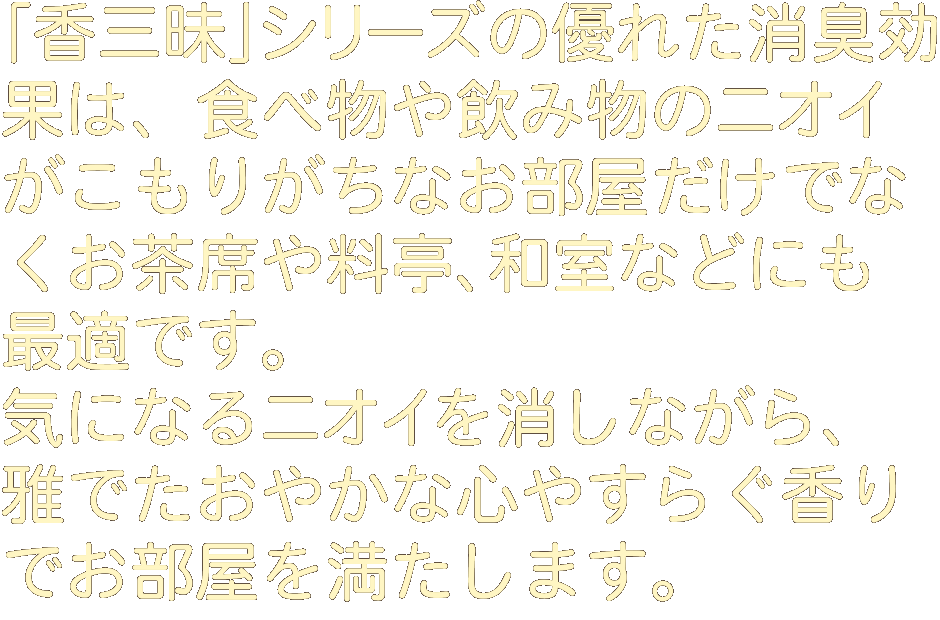 「香三昧」シリーズの優れた消臭効
果は、食べ物や飲み物のニオイ
がこもりがちなお部屋だけでな
くお茶席や料亭、和室などにも
最適です。
気になるニオイを消しながら、
雅でたおやかな心やすらぐ香り
でお部屋を満たします。